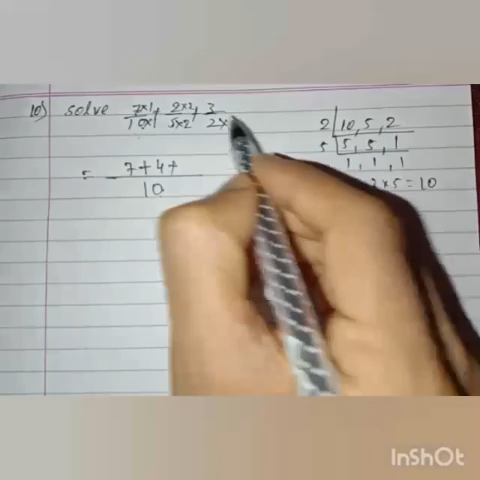 10) solve 7×1/10×1 + 2×2/5×2 + 3/2×
= 7+4+/10
2 | 10, 5, 2
5 | 5, 5, 1
1, 1, 1
2×5=10
InShOt